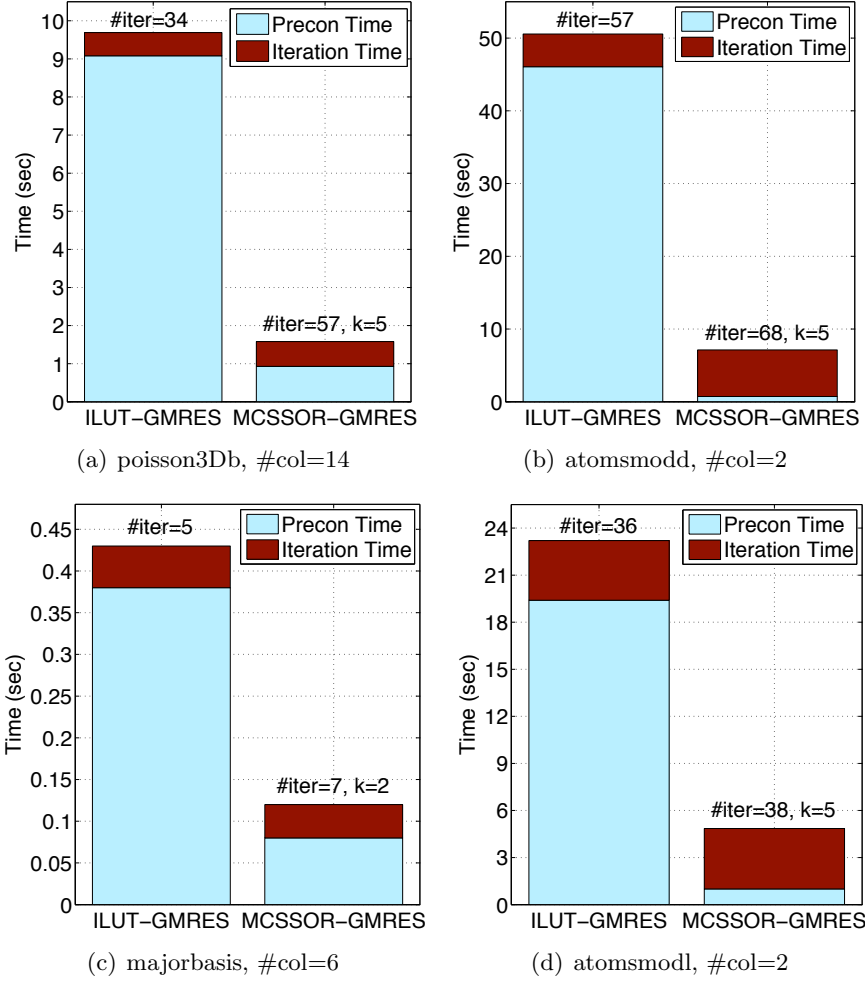 10
9
8
7
6
5
4
3
2
1
0
Time (sec)
#iter=34
Precon Time
Iteration Time
#iter=57, k=5
ILUT−GMRES MCSSOR−GMRES
(a) poisson3Db, #col=14
50
40
30
20
10
0
Time (sec)
#iter=57
Precon Time
Iteration Time
#iter=68, k=5
ILUT−GMRES MCSSOR−GMRES
(b) atomsmodd, #col=2
0.45
0.4
0.35
0.3
0.25
0.2
0.15
0.1
0.05
0
Time (sec)
#iter=5
Precon Time
Iteration Time
#iter=7, k=2
ILUT−GMRES MCSSOR−GMRES
(c) majorbasis, #col=6
24
21
18
15
12
9
6
3
0
Time (sec)
#iter=36
Precon Time
Iteration Time
#iter=38, k=5
ILUT−GMRES MCSSOR−GMRES
(d) atomsmodl, #col=2